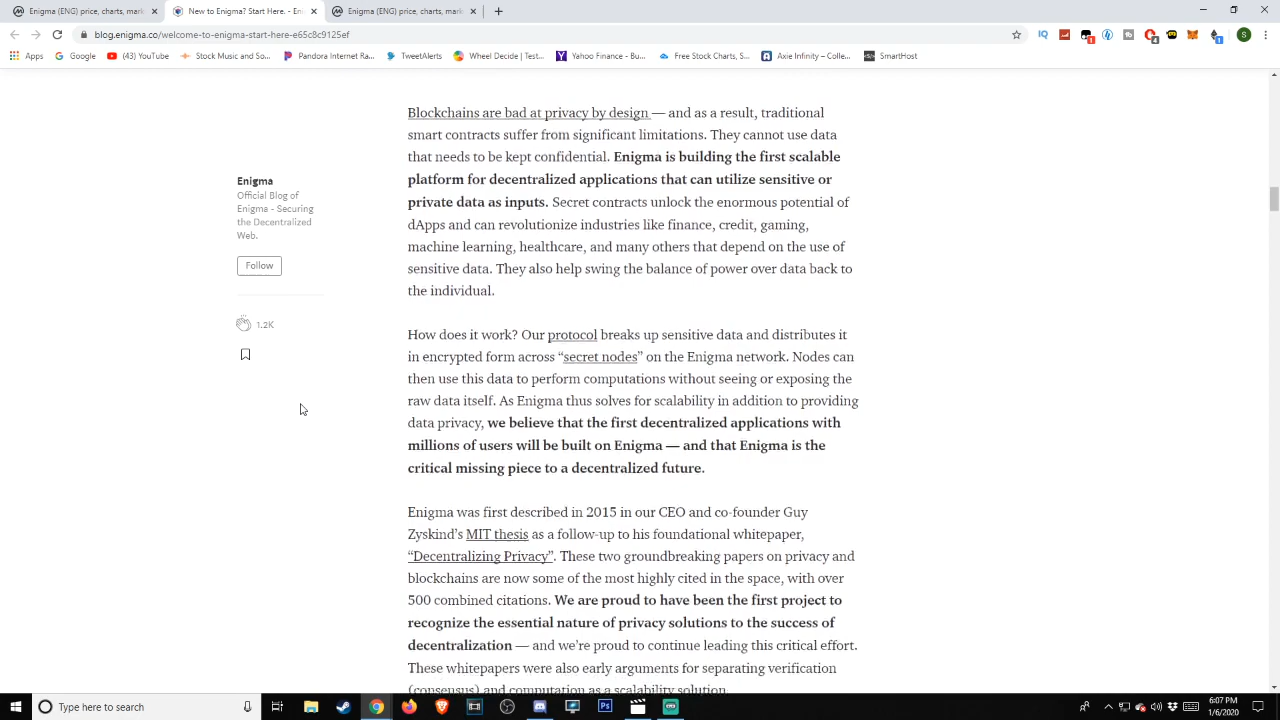 Enigma (ENG) price, charts, mark
New to Enigma? Start Here. - Eni
Enigma (ENG) price, charts, mark
blog.enigma.co/welcome-to-enigma-start-here-e65c8c9125ef
Apps
Google
(43) YouTube
Stock Music and So...
Pandora Internet Ra...
TweetAlerts
Wheel Decide | Test...
Yahoo Finance - Bu...
Free Stock Charts, S...
Axie Infinity – Colle...
SmartHost
Blockchains are bad at privacy by design — and as a result, traditional
smart contracts suffer from significant limitations. They cannot use data
that needs to be kept confidential. Enigma is building the first scalable
platform for decentralized applications that can utilize sensitive or
private data as inputs. Secret contracts unlock the enormous potential of
dApps and can revolutionize industries like finance, credit, gaming,
machine learning, healthcare, and many others that depend on the use of
sensitive data. They also help swing the balance of power over data back to
the individual.
Enigma
Official Blog of
Enigma - Securing
the Decentralized
Web.
Follow
1.2K
How does it work? Our protocol breaks up sensitive data and distributes it
in encrypted form across “secret nodes” on the Enigma network. Nodes can
then use this data to perform computations without seeing or exposing the
raw data itself. As Enigma thus solves for scalability in addition to providing
data privacy, we believe that the first decentralized applications with
millions of users will be built on Enigma — and that Enigma is the
critical missing piece to a decentralized future.
Enigma was first described in 2015 in our CEO and co-founder Guy
Zyskind’s MIT thesis as a follow-up to his foundational whitepaper,
“Decentralizing Privacy”. These two groundbreaking papers on privacy and
blockchains are now some of the most highly cited in the space, with over
500 combined citations. We are proud to have been the first project to
recognize the essential nature of privacy solutions to the success of
decentralization — and we’re proud to continue leading this critical effort.
These whitepapers were also early arguments for separating verification
(consensus) and computation as a scalability solution.
Type here to search
6:07 PM
1/6/2020